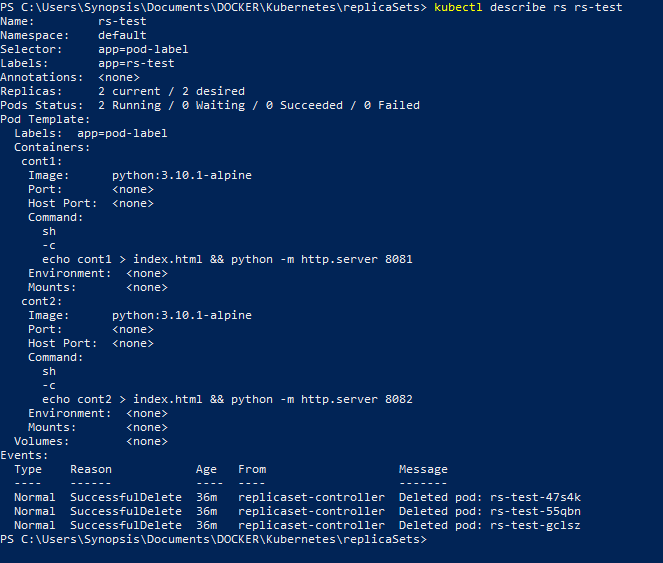 PS C:\Users\Synopsis\Documents\DOCKER\Kubernetes\replicaSets> kubectl describe rs rs-test
Name:         rs-test
Namespace:    default
Selector:     app=pod-label
Labels:       app=rs-test
Annotations:  <none>
Replicas:     2 current / 2 desired
Pods Status:  2 Running / 0 Waiting / 0 Succeeded / 0 Failed
Pod Template:
  Labels:  app=pod-label
  Containers:
   cont1:
    Image:      python:3.10.1-alpine
    Port:       <none>
    Host Port:  <none>
    Command:
      sh
      -c
      echo cont1 > index.html && python -m http.server 8081
    Environment:  <none>
    Mounts:       <none>
   cont2:
    Image:      python:3.10.1-alpine
    Port:       <none>
    Host Port:  <none>
    Command:
      sh
      -c
      echo cont2 > index.html && python -m http.server 8082
    Environment:  <none>
    Mounts:       <none>
  Volumes:        <none>
Events:
  Type    Reason            Age   From                   Message
  ----    ------            ----  ----                   -------
  Normal  SuccessfulDelete  36m   replicaset-controller  Deleted pod: rs-test-47s4k
  Normal  SuccessfulDelete  36m   replicaset-controller  Deleted pod: rs-test-55qbn
  Normal  SuccessfulDelete  36m   replicaset-controller  Deleted pod: rs-test-gclsz
PS C:\Users\Synopsis\Documents\DOCKER\Kubernetes\replicaSets>